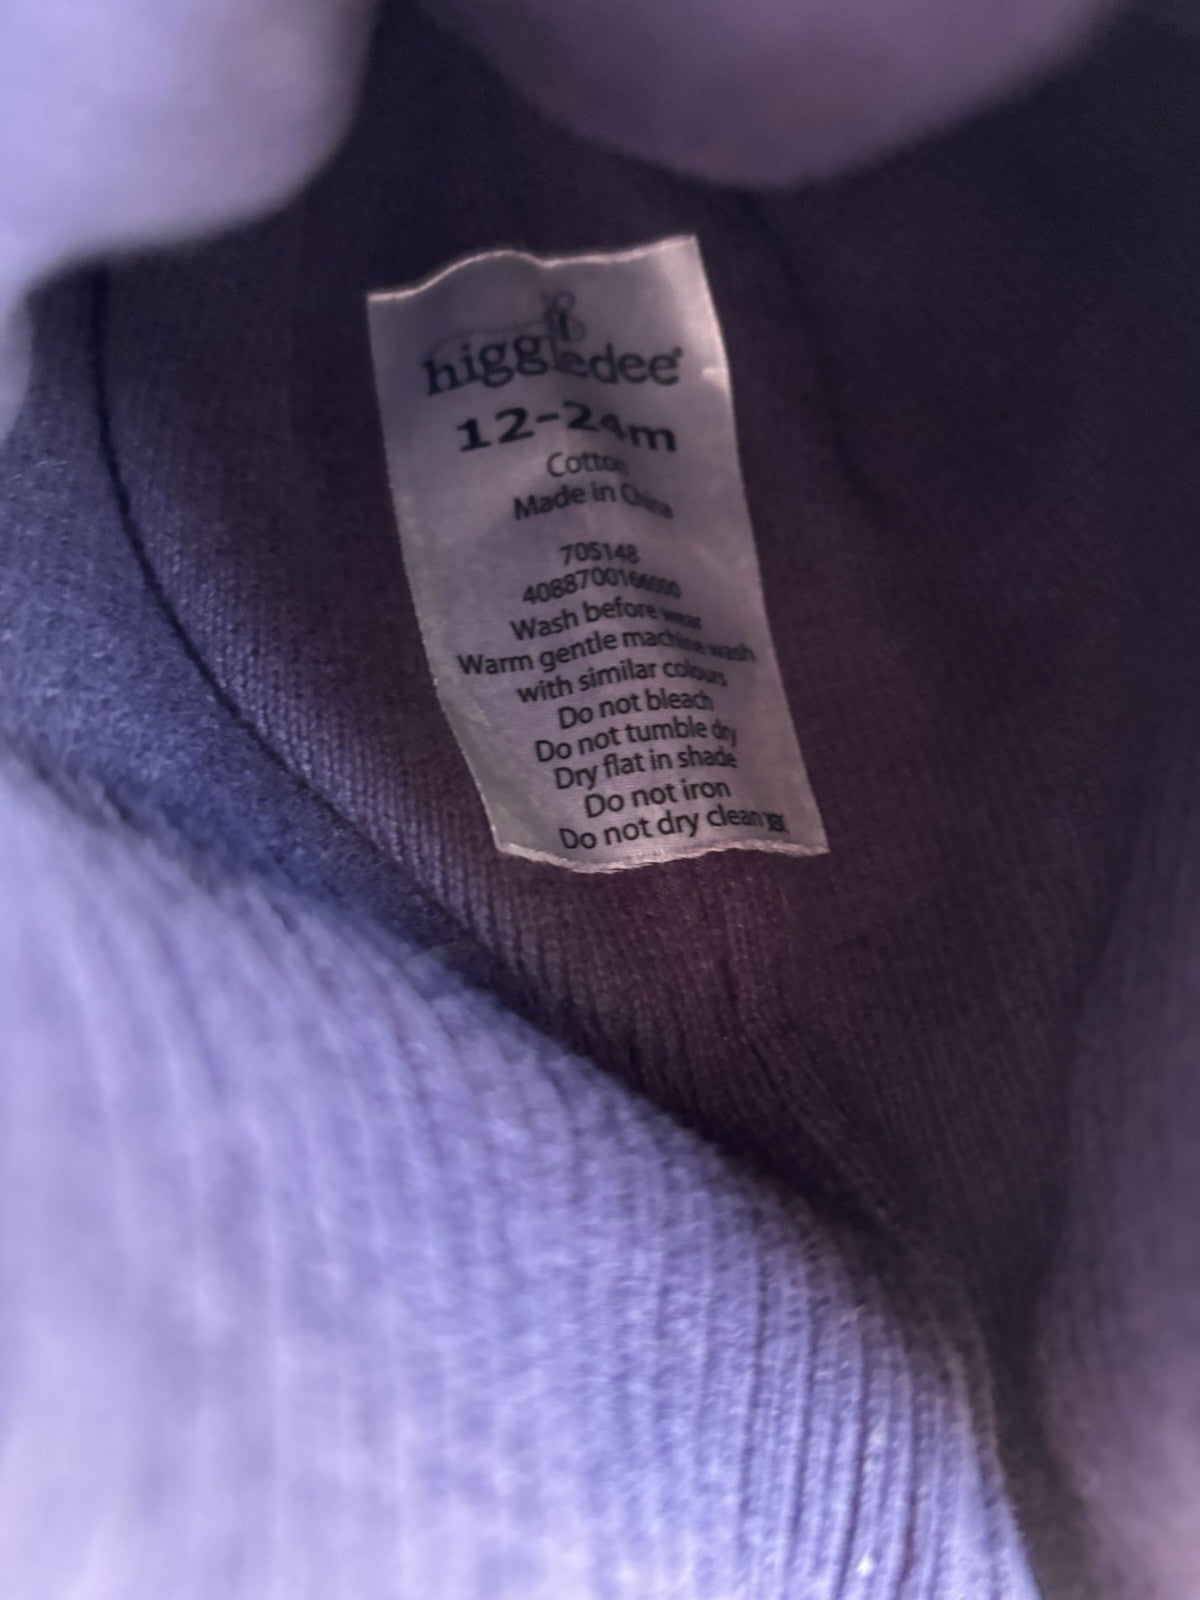 higgledee®
12-24m
Cotton
Made in China
705148
4088700166000
Wash before wear
Warm gentle machine wash
with similar colours
Do not bleach
Do not tumble dry
Dry flat in shade
Do not iron
Do not dry clean